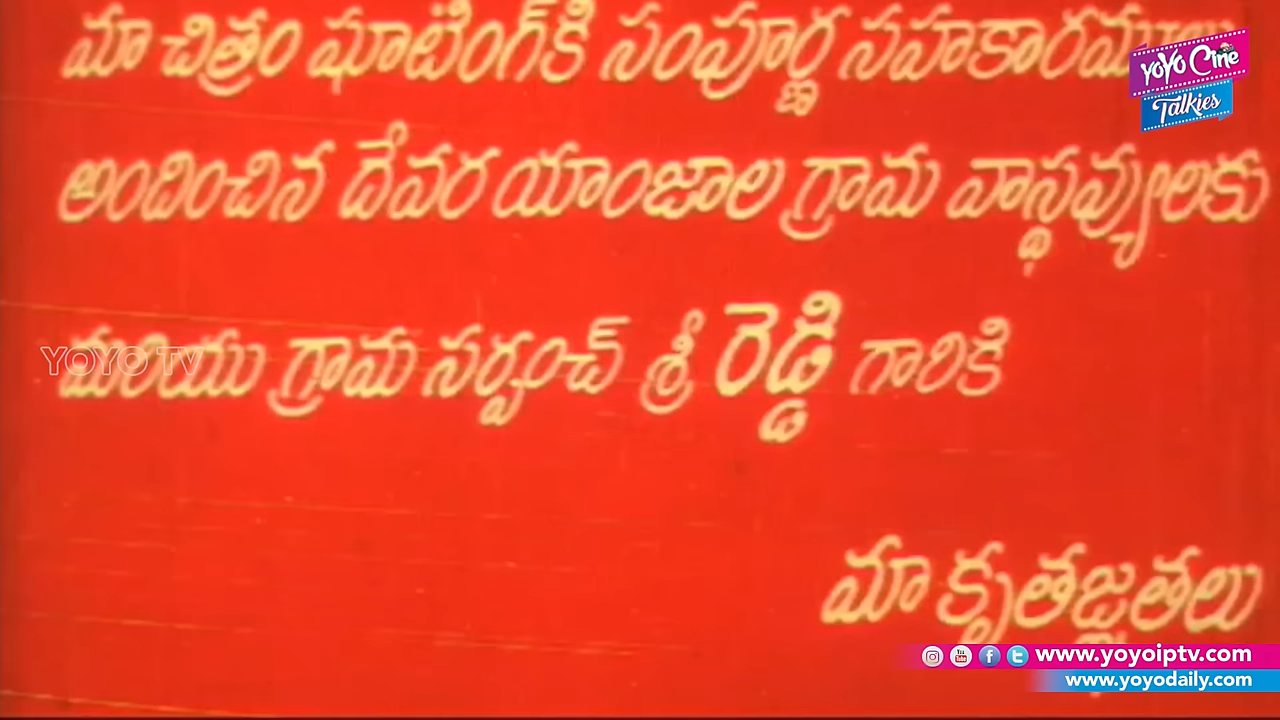 మా చిత్రం షూటింగ్‌కి సంపూర్ణ సహకారములు
YOYO Cine
Talkies
అందించిన దేవర యాంజాల గ్రామ వాస్థవ్యులకు
మరియు గ్రామ సర్పంచ్ శ్రీ రెడ్డి గారికి
YOYO TV
మా కృతజ్ఞతలు
www.yoyoiptv.com
www.yoyodaily.com